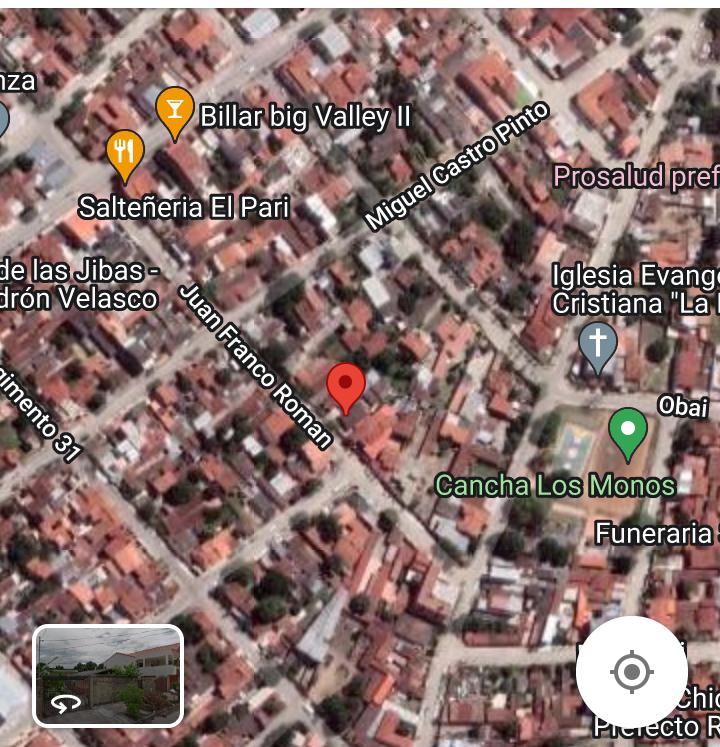 nza
Billar big Valley II
Salteñeria El Pari
Miguel Castro Pinto
Prosalud pref
de las Jibas -
drón Velasco
Iglesia Evange
Cristiana "La
Juan Franco Roman
gimento 31
Obai
Cancha Los Monos
Funeraria
Chic
Prefecto R